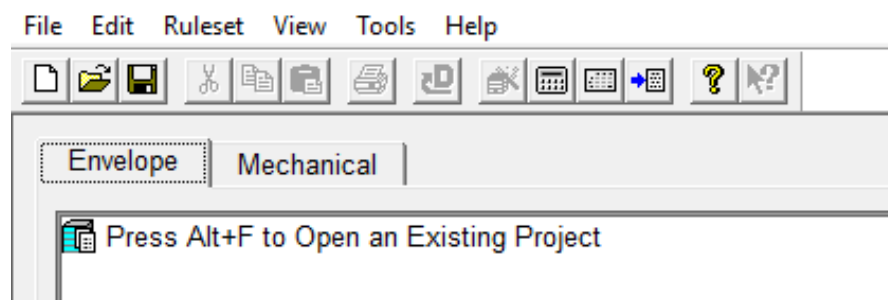 File Edit Ruleset View Tools Help
Envelope Mechanical
Press Alt+F to Open an Existing Project